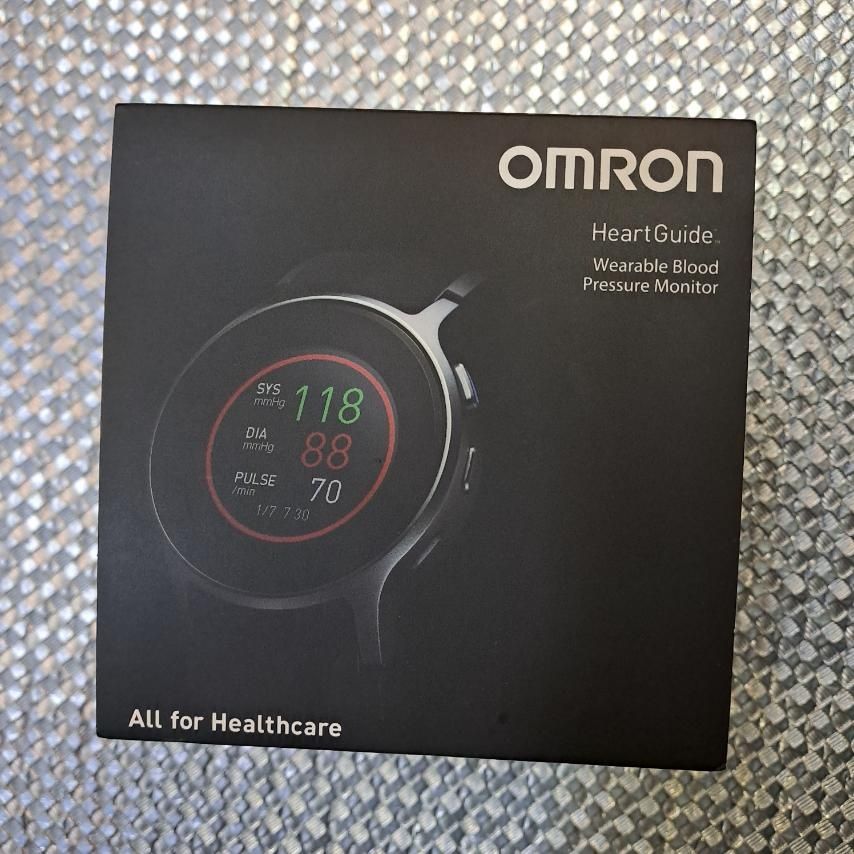 OMRON
HeartGuide™
Wearable Blood
Pressure Monitor
SYS
mmHg
118
DIA
mmHg
88
PULSE
/min
70
1/7 7:30
All for Healthcare